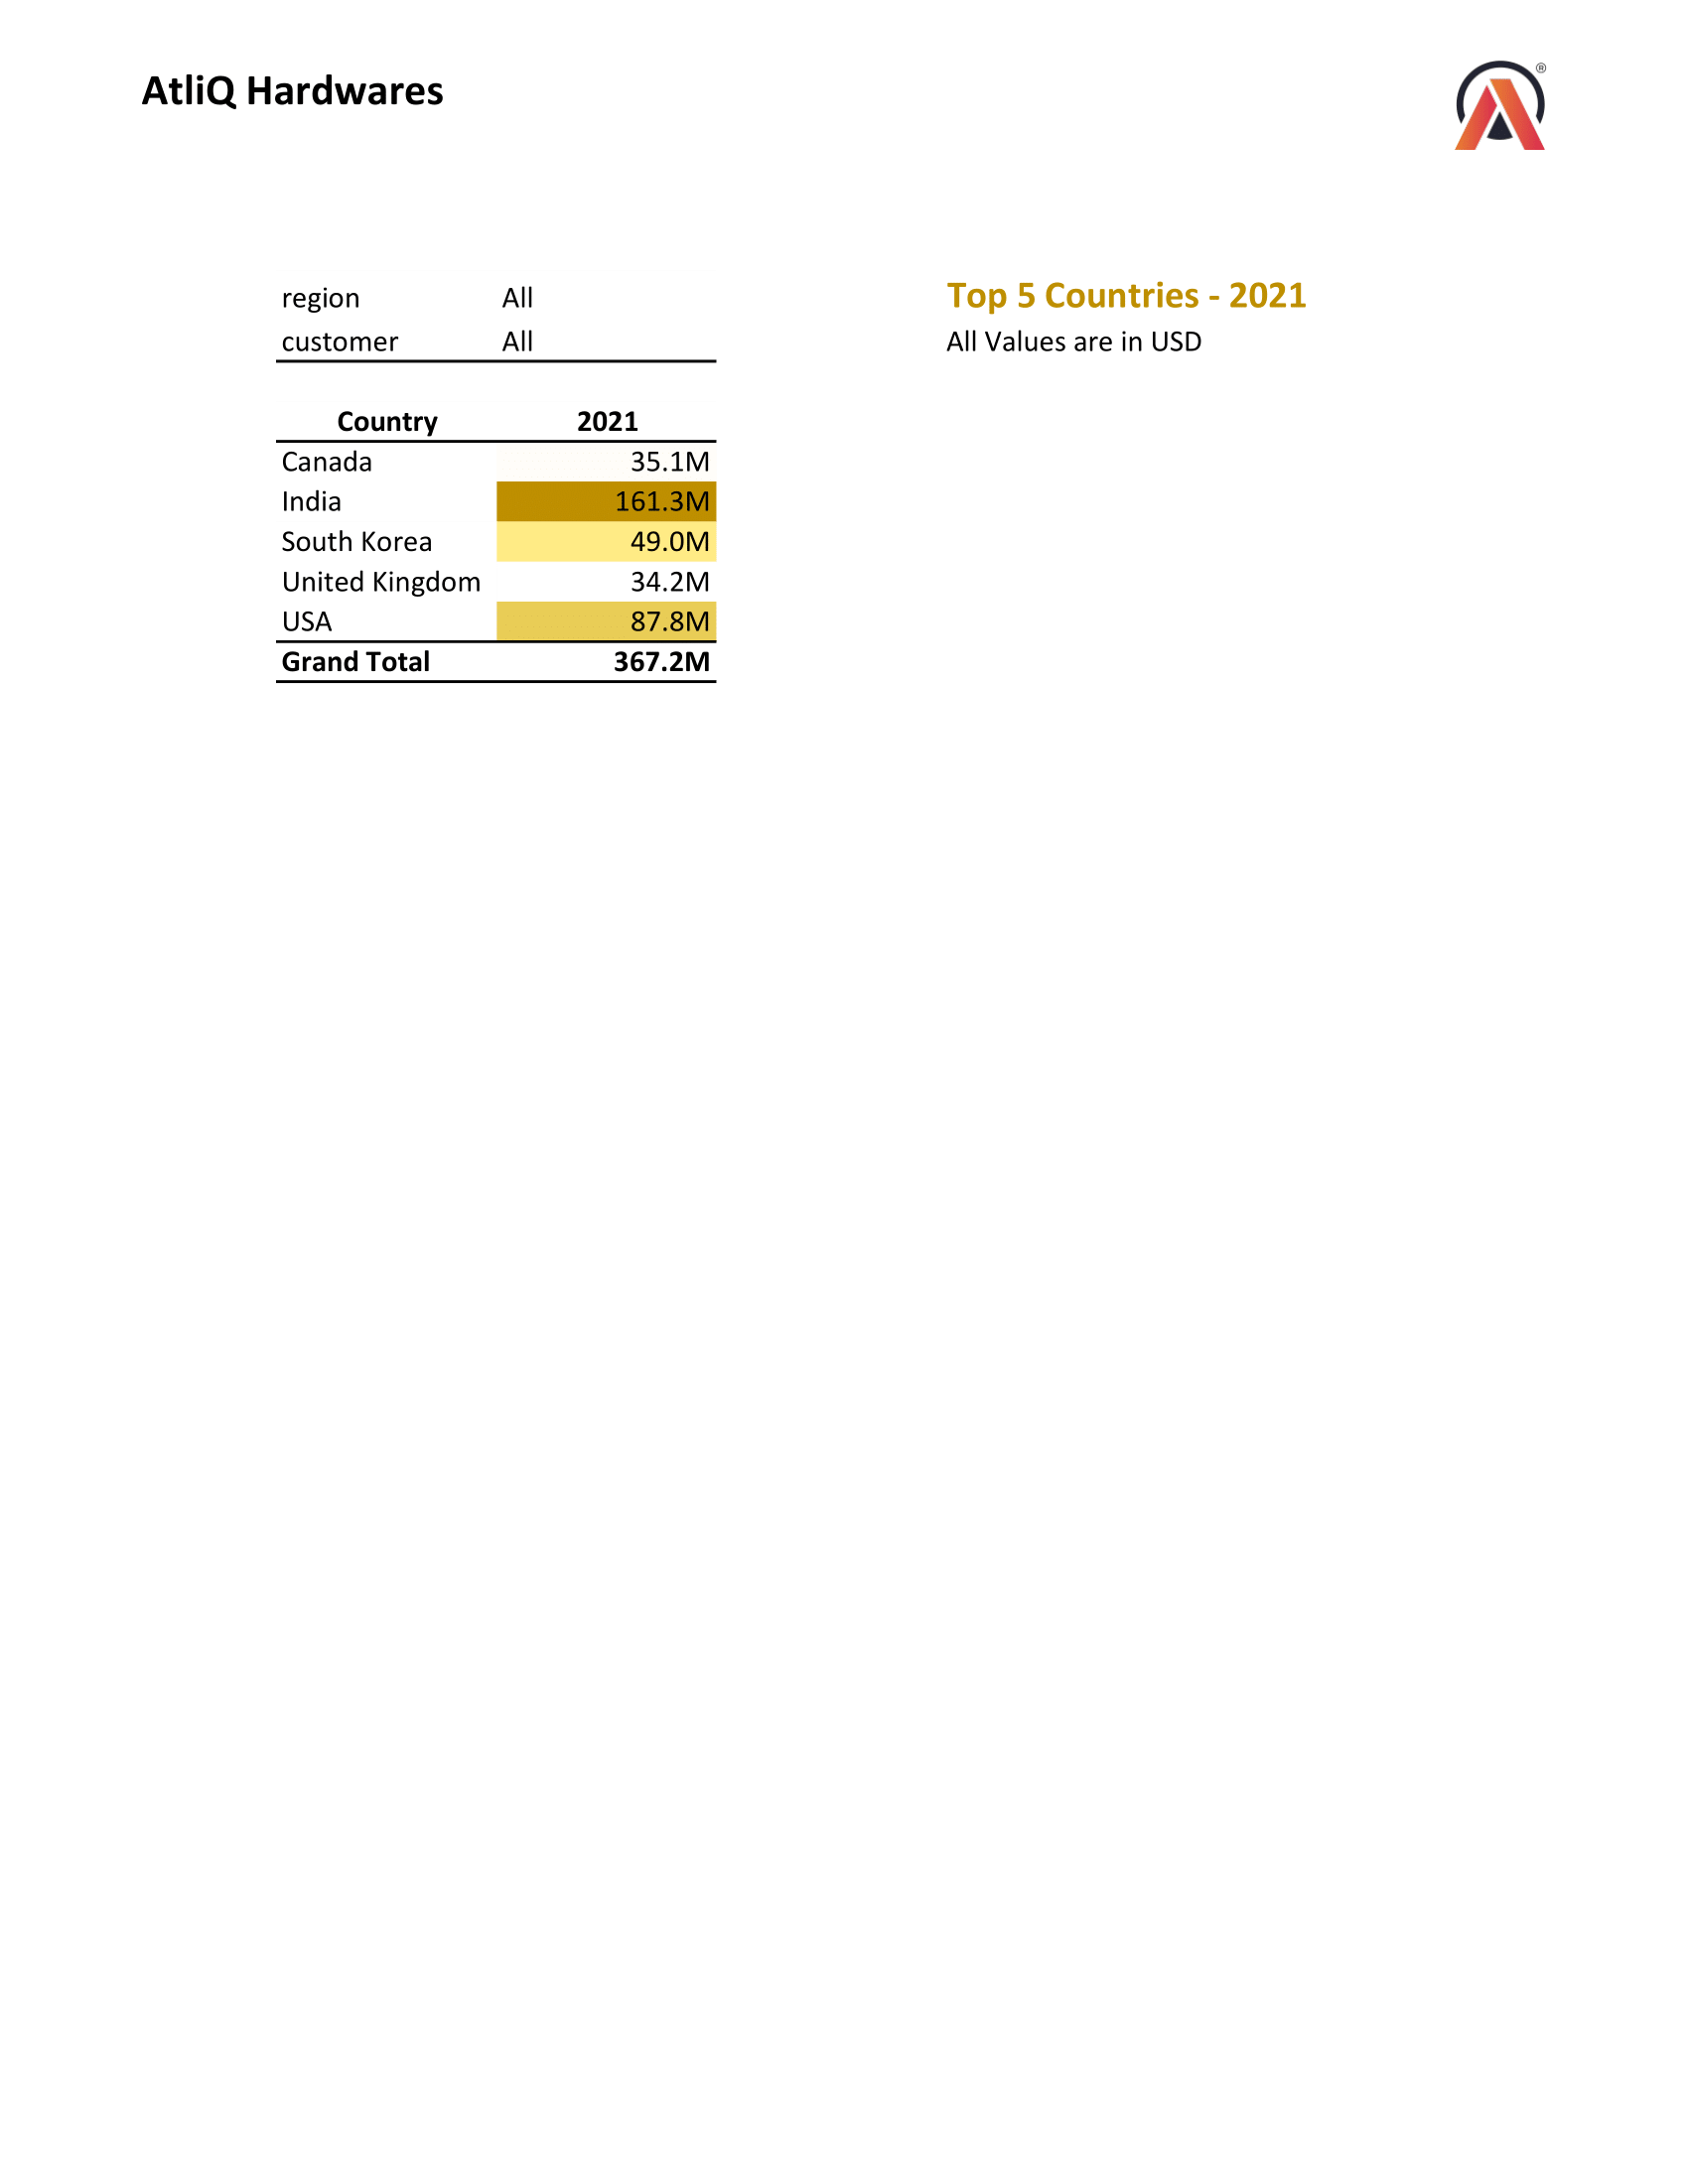 AtliQ Hardwares
®
region All
customer All
Top 5 Countries - 2021
All Values are in USD
Country 2021
Canada 35.1M
India 161.3M
South Korea 49.0M
United Kingdom 34.2M
USA 87.8M
Grand Total 367.2M